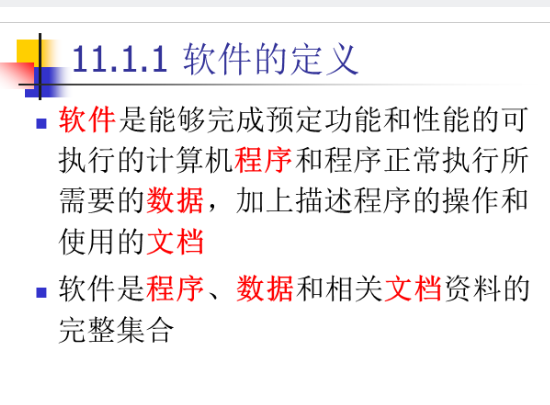 11.1.1 软件的定义
软件是能够完成预定功能和性能的可
执行的计算机程序和程序正常执行所
需要的数据，加上描述程序的操作和
使用的文档
软件是程序、数据和相关文档资料的
完整集合